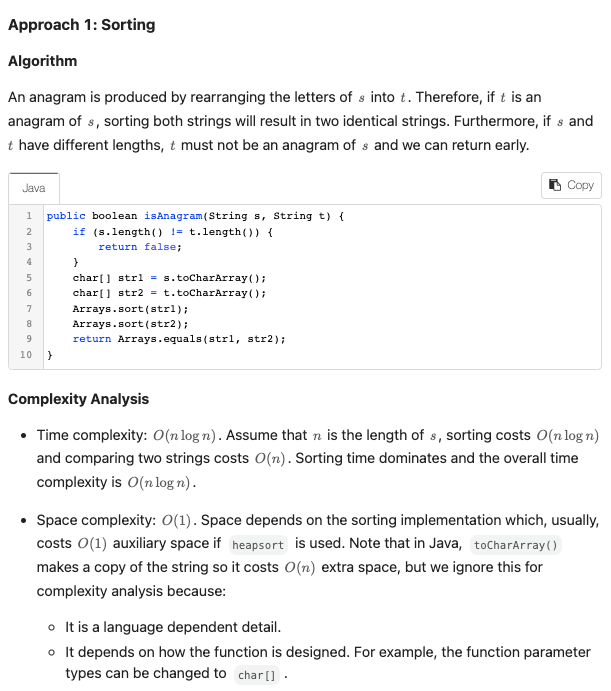 Approach 1: Sorting
Algorithm
An anagram is produced by rearranging the letters of s into t. Therefore, if t is an
anagram of s, sorting both strings will result in two identical strings. Furthermore, if s and
t have different lengths, t must not be an anagram of s and we can return early.
Java
Copy
1 public boolean isAnagram(String s, String t) {
2     if (s.length() != t.length()) {
3         return false;
4     }
5     char[] str1 = s.toCharArray();
6     char[] str2 = t.toCharArray();
7     Arrays.sort(str1);
8     Arrays.sort(str2);
9     return Arrays.equals(str1, str2);
10 }
Complexity Analysis
• Time complexity: O(n log n). Assume that n is the length of s, sorting costs O(n log n)
and comparing two strings costs O(n). Sorting time dominates and the overall time
complexity is O(n log n).
• Space complexity: O(1). Space depends on the sorting implementation which, usually,
costs O(1) auxiliary space if heapsort is used. Note that in Java, toCharArray()
makes a copy of the string so it costs O(n) extra space, but we ignore this for
complexity analysis because:
◦ It is a language dependent detail.
◦ It depends on how the function is designed. For example, the function parameter
types can be changed to char[] .